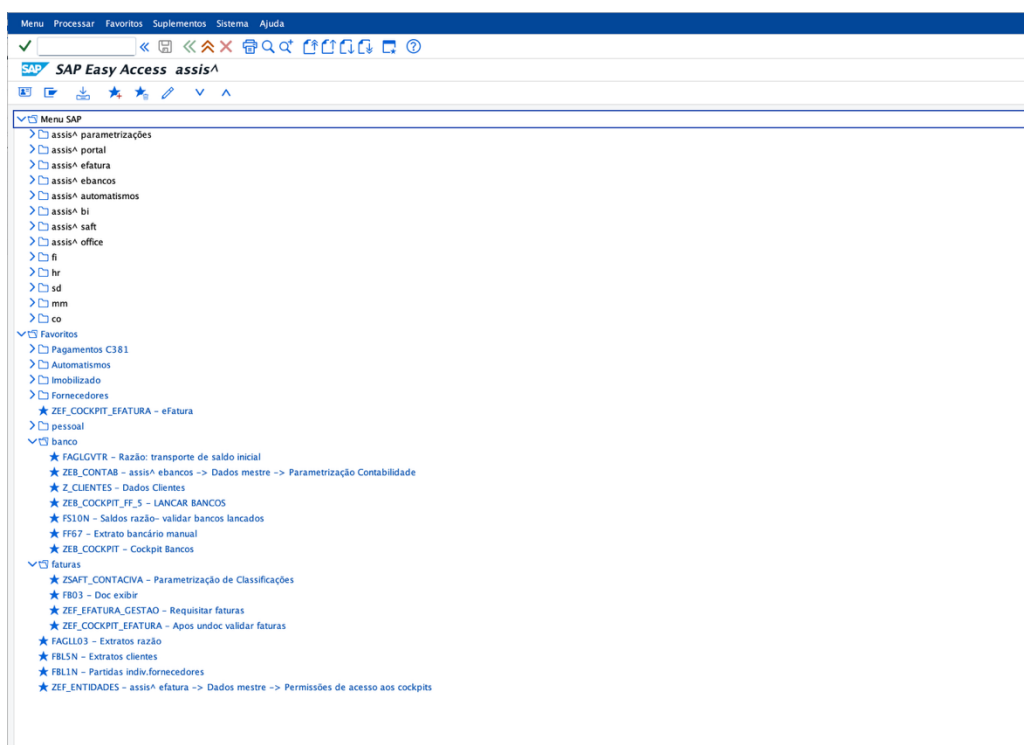 Menu Processar Favoritos Suplementos Sistema Ajuda
SAP SAP Easy Access assis^
Menu SAP
assis^ parametrizações
assis^ portal
assis^ efatura
assis^ ebancos
assis^ automatismos
assis^ bi
assis^ saft
assis^ office
fi
hr
sd
mm
co
Favoritos
Pagamentos C381
Automatismos
Imobilizado
Fornecedores
ZEF_COCKPIT_EFATURA – eFatura
pessoal
banco
FAGLGVTR – Razão: transporte de saldo inicial
ZEB_CONTAB – assis^ ebancos –> Dados mestre –> Parametrização Contabilidade
Z_CLIENTES – Dados Clientes
ZEB_COCKPIT_FF_5 – LANCAR BANCOS
FS10N – Saldos razão– validar bancos lancados
FF67 – Extrato bancário manual
ZEB_COCKPIT – Cockpit Bancos
faturas
ZSAFT_CONTACIVA – Parametrização de Classificações
FB03 – Doc exibir
ZEF_EFATURA_GESTAO – Requisitar faturas
ZEF_COCKPIT_EFATURA – Apos undoc validar faturas
FAGLL03 – Extratos razão
FBL5N – Extratos clientes
FBL1N – Partidas indiv.fornecedores
ZEF_ENTIDADES – assis^ efatura –> Dados mestre –> Permissões de acesso aos cockpits